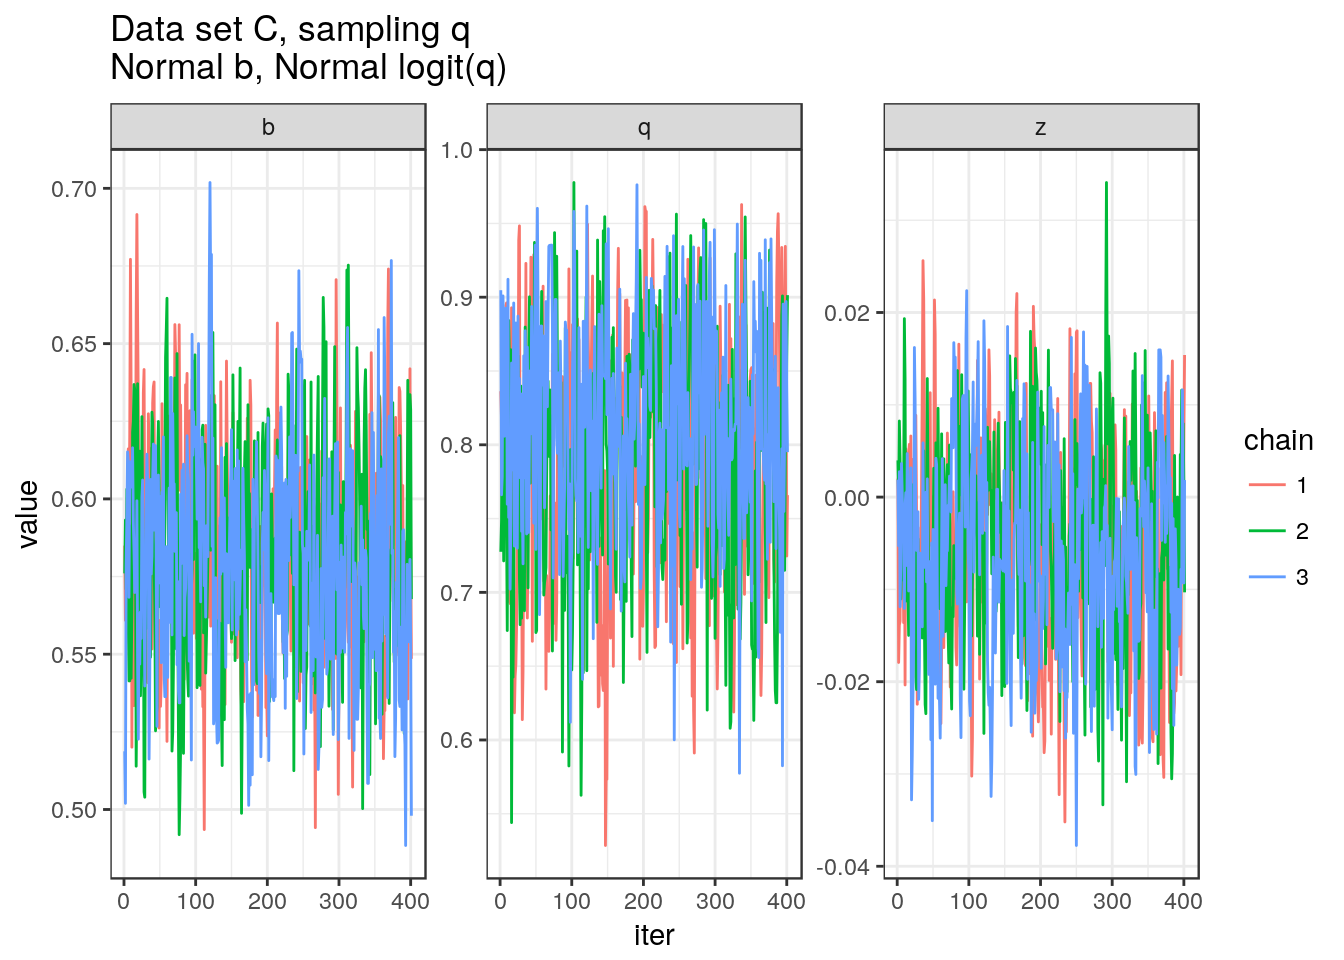 Data set C, sampling q
Normal b, Normal logit(q)
b
q
z
value
0.70
0.65
0.60
0.55
0.50
1.0
0.9
0.8
0.7
0.6
0.02
0.00
-0.02
-0.04
0 100 200 300 400
0 100 200 300 400
0 100 200 300 400
iter
chain
1
2
3